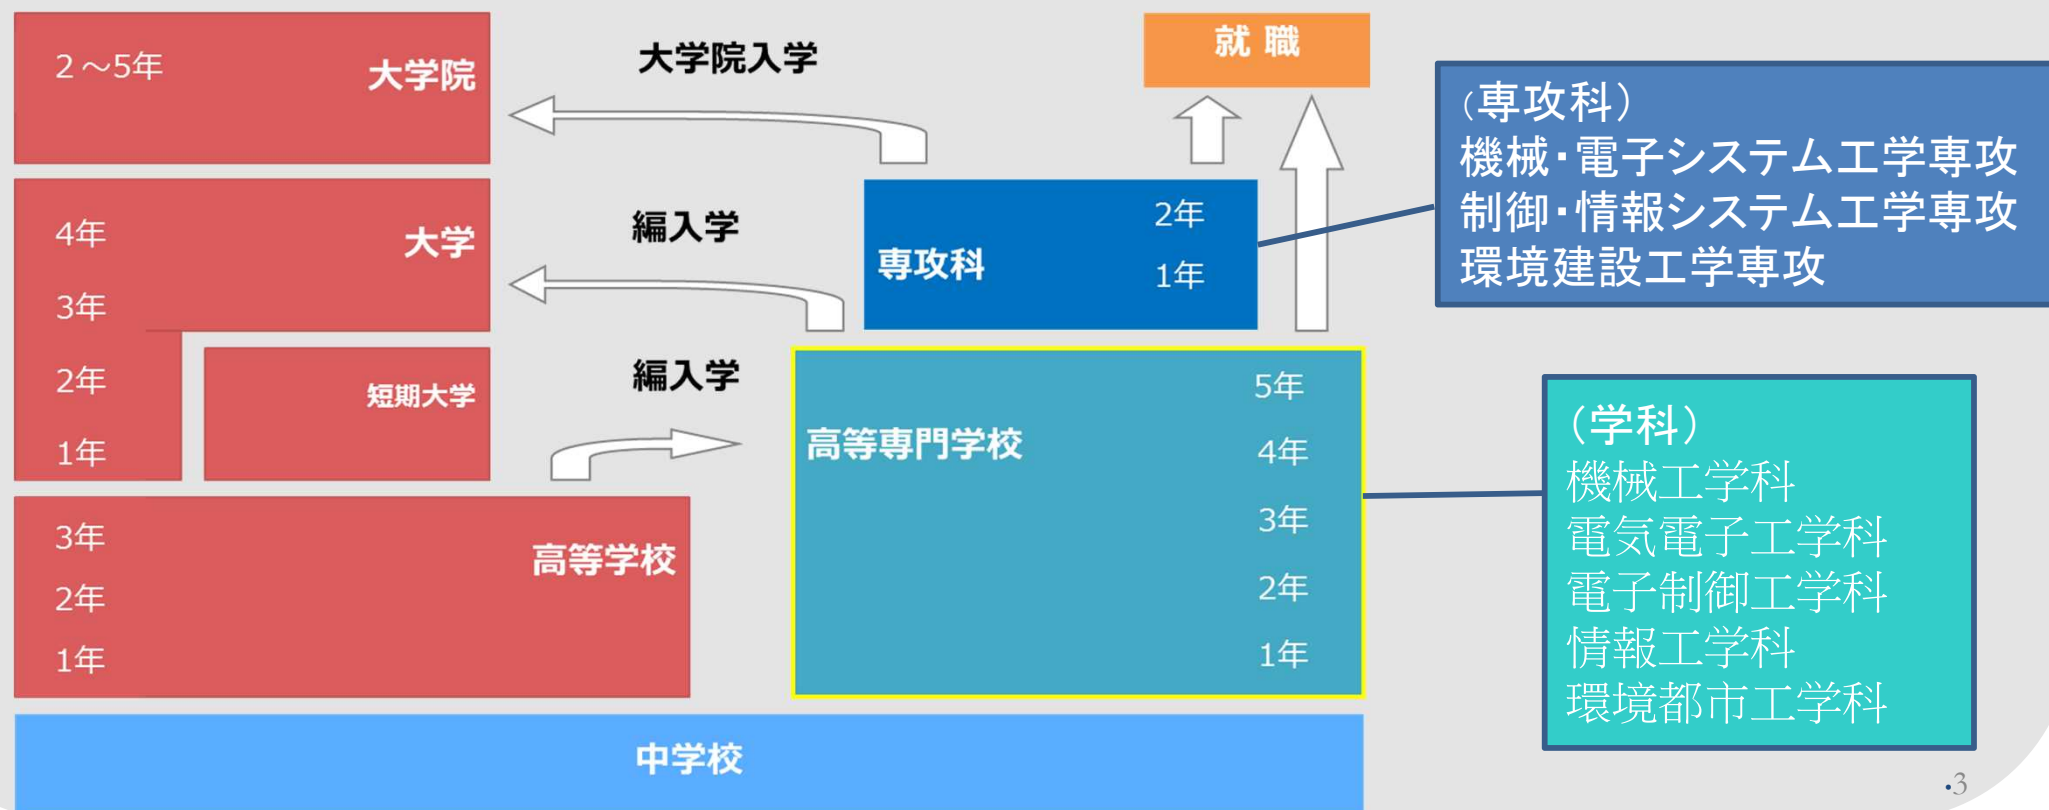 2～5年
大学院
大学院入学
就 職
4年
3年
2年
1年
大学
編入学
専攻科
2年
1年
短期大学
編入学
高等専門学校
5年
4年
3年
2年
1年
3年
2年
1年
高等学校
中学校
（専攻科）
機械・電子システム工学専攻
制御・情報システム工学専攻
環境建設工学専攻
（学科）
機械工学科
電気電子工学科
電子制御工学科
情報工学科
環境都市工学科
•3